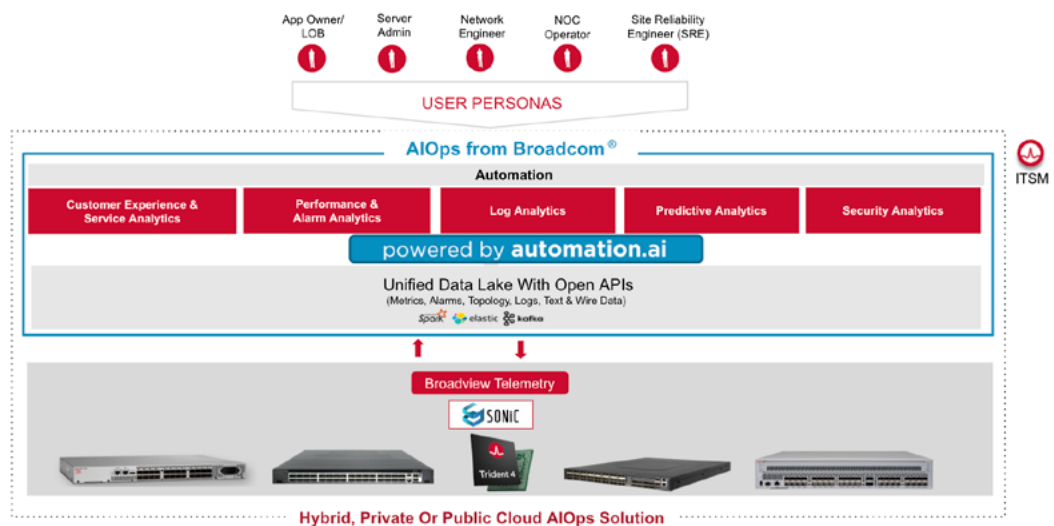 App Owner/
LOB
Server
Admin
Network
Engineer
NOC
Operator
Site Reliability
Engineer (SRE)
USER PERSONAS
AIOps from Broadcom®
ITSM
Automation
Customer Experience &
Service Analytics
Performance &
Alarm Analytics
Log Analytics
Predictive Analytics
Security Analytics
powered by automation.ai
Unified Data Lake With Open APIs
(Metrics, Alarms, Topology, Logs, Text & Wire Data)
Spark elastic kafka
Broadview Telemetry
SONiC
Trident 4
Hybrid, Private Or Public Cloud AIOps Solution